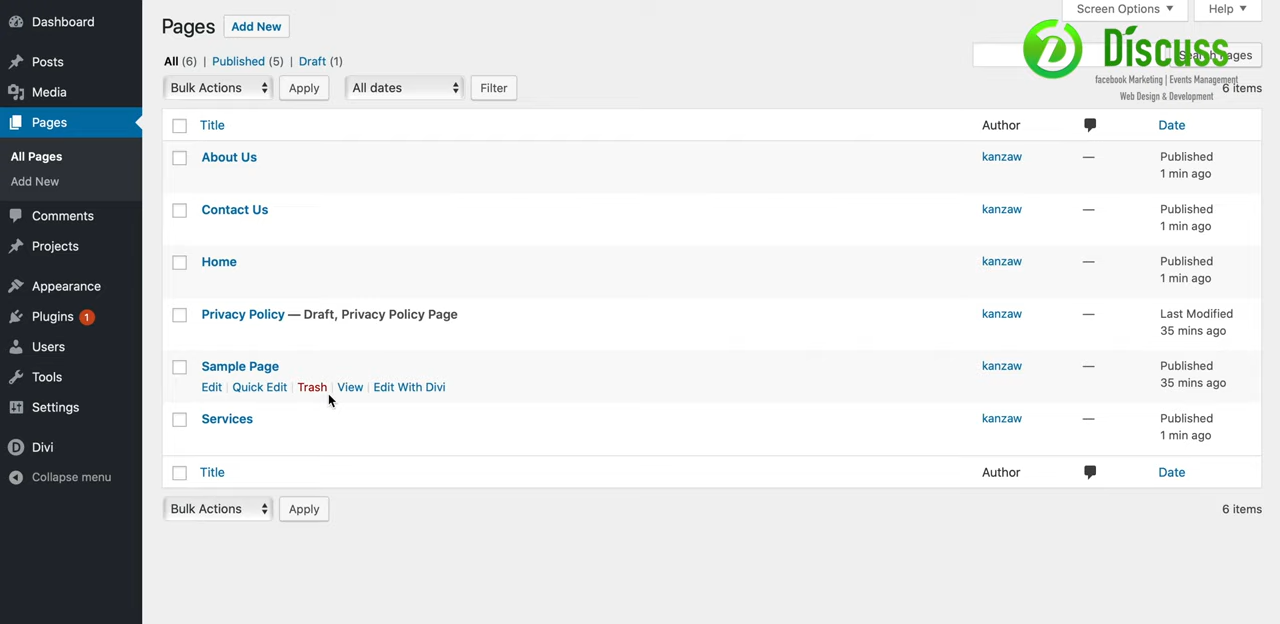 Dashboard
Posts
Media
Pages
All Pages
Add New
Comments
Projects
Appearance
Plugins 1
Users
Tools
Settings
Divi
Collapse menu
Screen Options
Help
Pages Add New
Discuss
facebook Marketing | Events Management
Web Design & Development
All (6) | Published (5) | Draft (1)
Search Pages
Bulk Actions Apply All dates Filter
6 items
Title Author Date
About Us kanzaw — Published
1 min ago
Contact Us kanzaw — Published
1 min ago
Home kanzaw — Published
1 min ago
Privacy Policy — Draft, Privacy Policy Page kanzaw — Last Modified
35 mins ago
Sample Page kanzaw — Published
Edit | Quick Edit | Trash | View | Edit With Divi 35 mins ago
Services kanzaw — Published
1 min ago
Title Author Date
Bulk Actions Apply 6 items